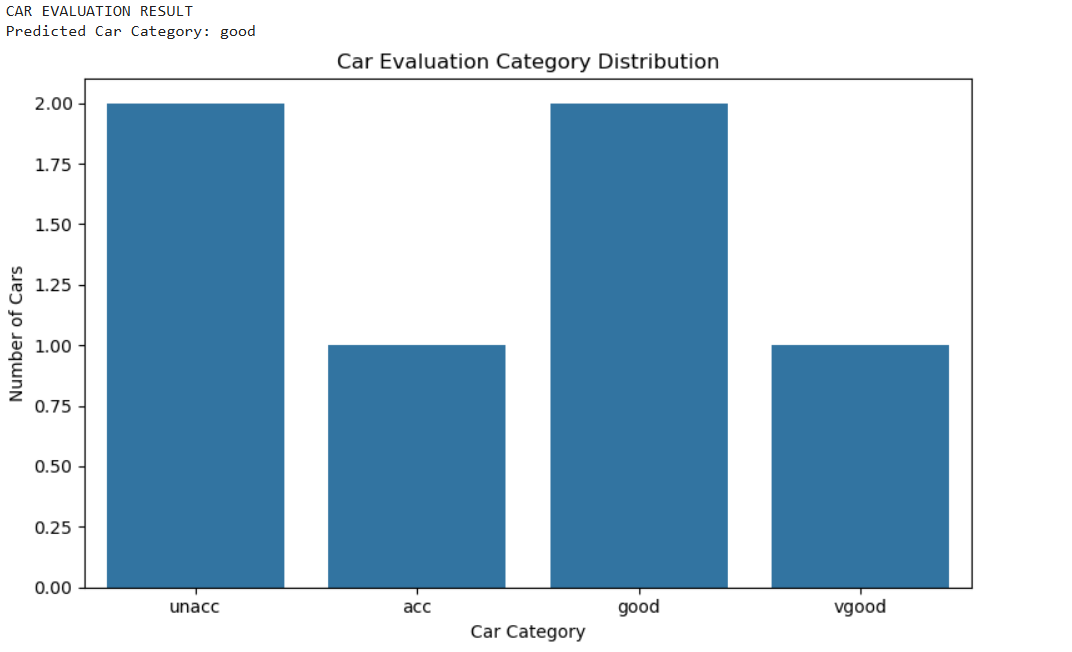 CAR EVALUATION RESULT
Predicted Car Category: good
Car Evaluation Category Distribution
Number of Cars
2.00
1.75
1.50
1.25
1.00
0.75
0.50
0.25
0.00
unacc acc good vgood
Car Category